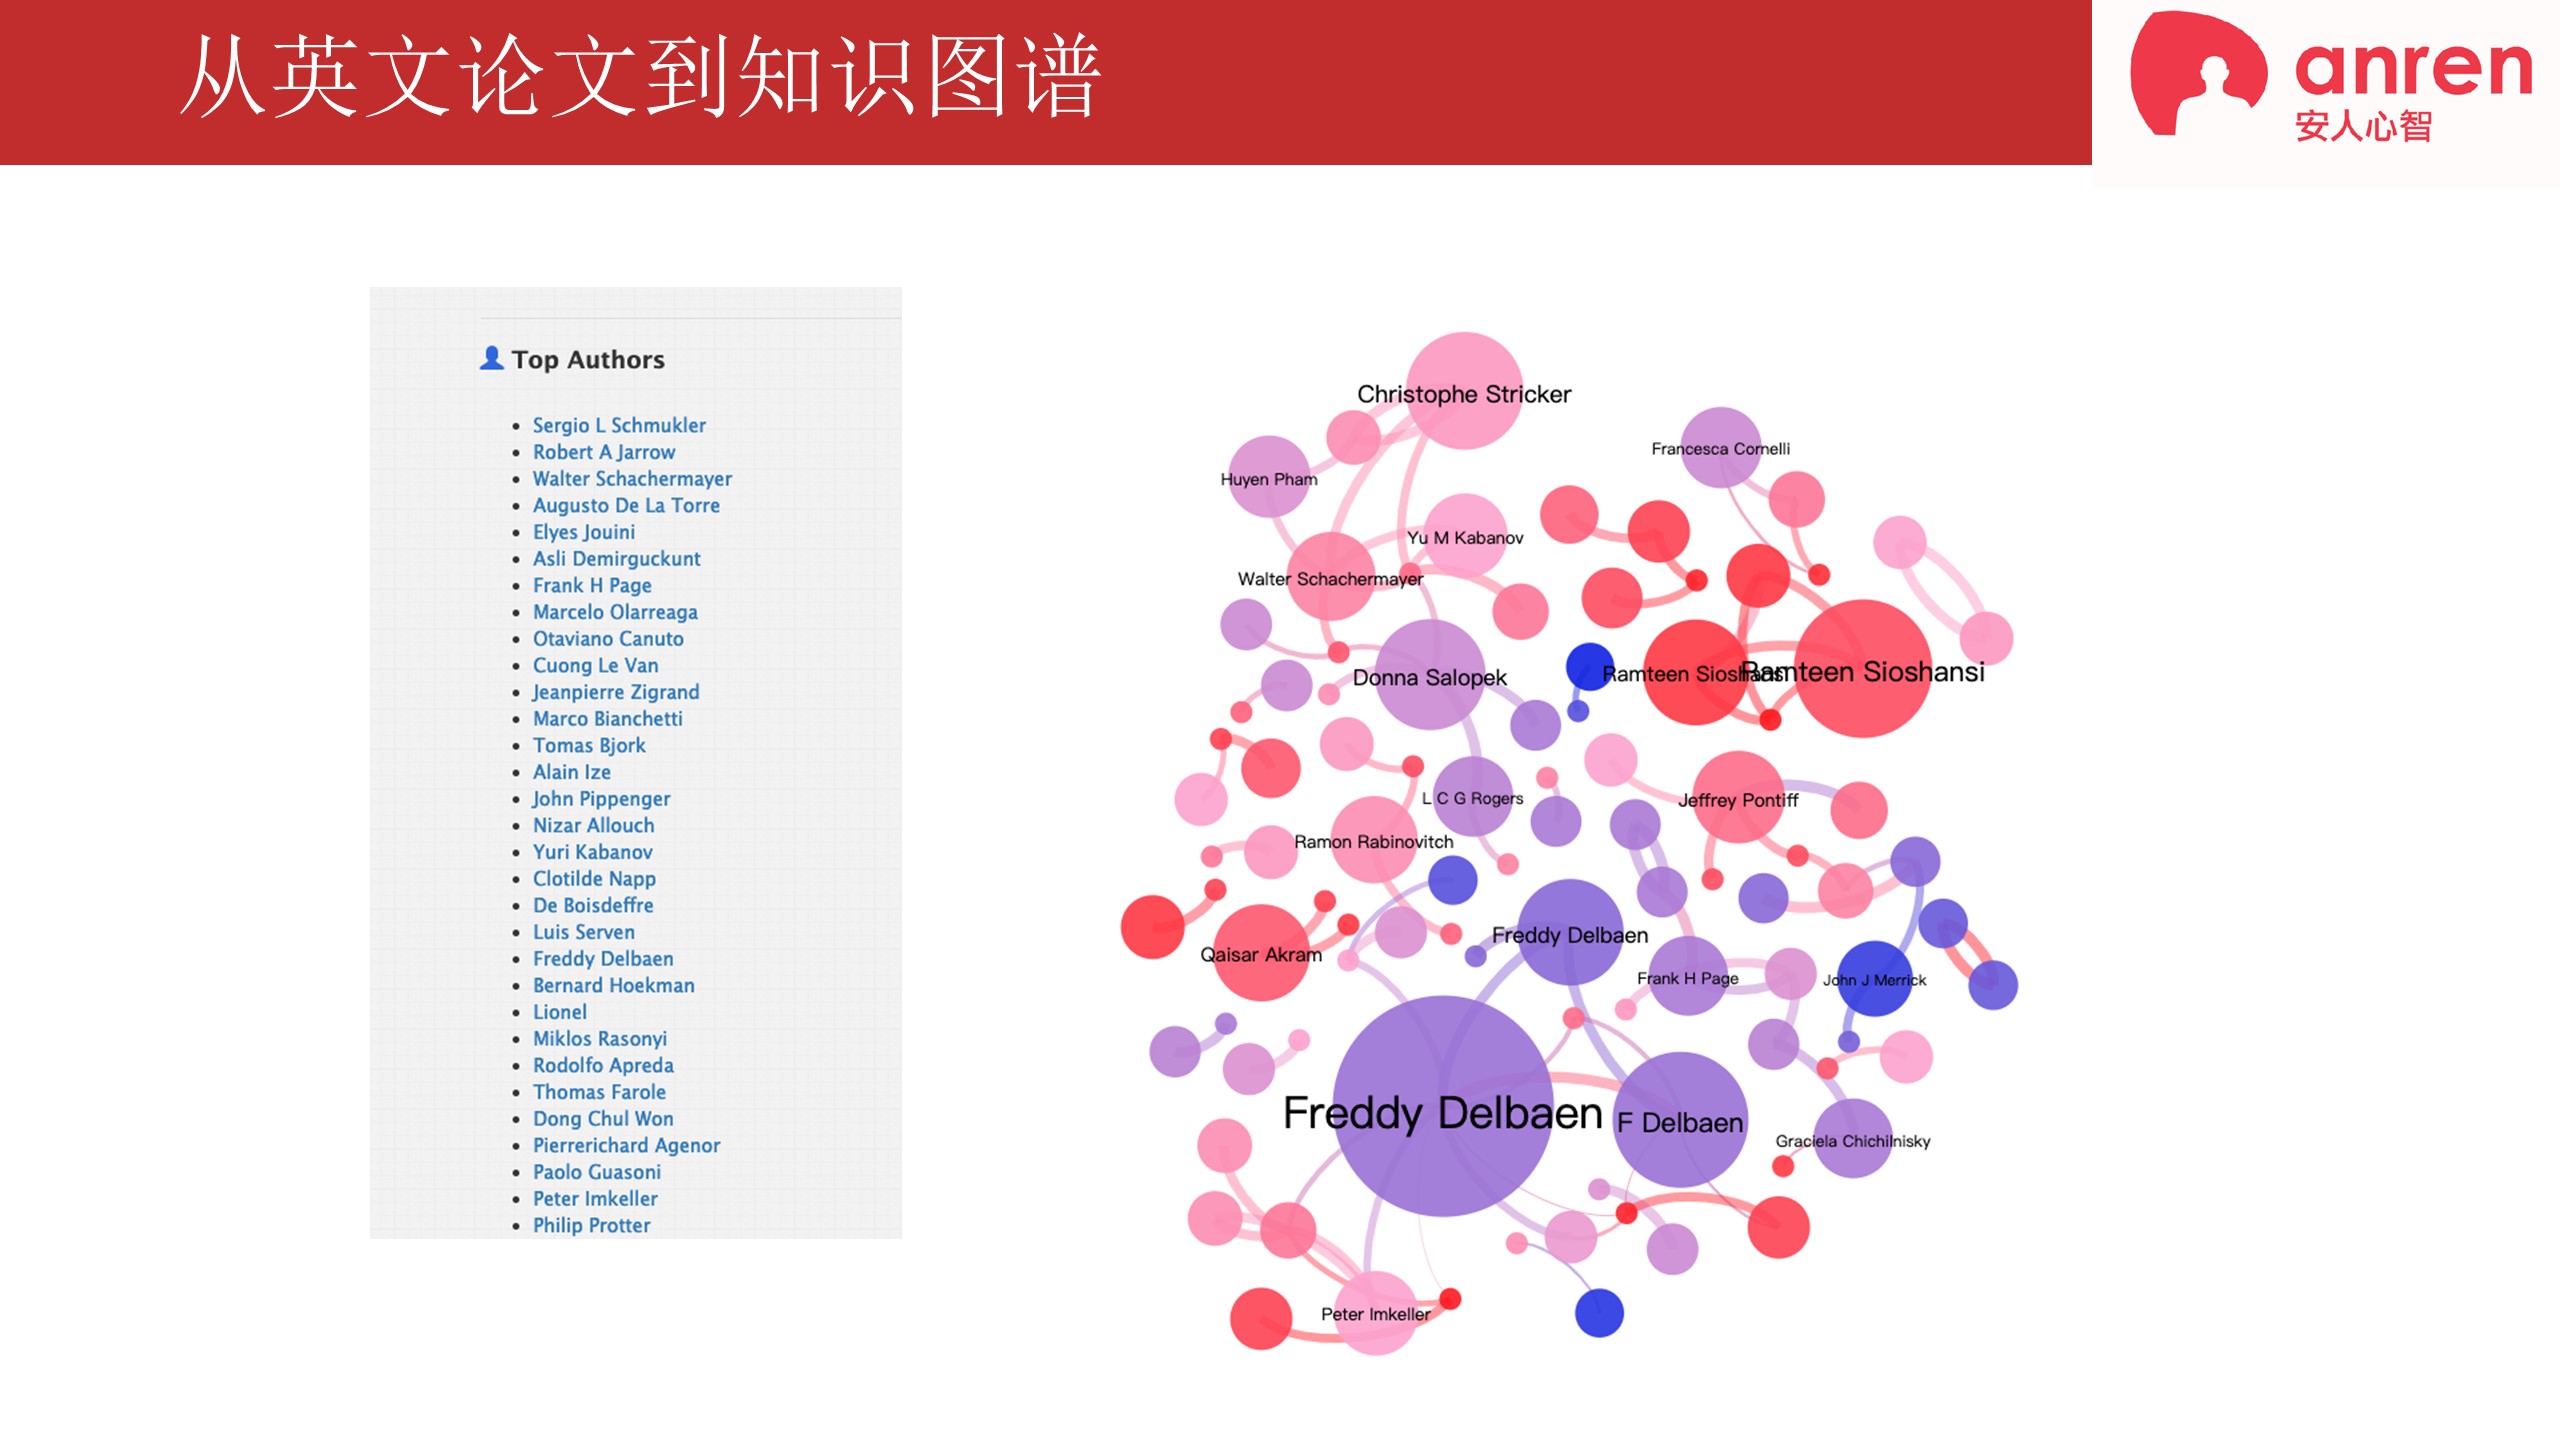 从英文论文到知识图谱
anren
安人心智
Top Authors
Sergio L Schmukler
Robert A Jarrow
Walter Schachermayer
Augusto De La Torre
Elyes Jouini
Asli Demirguckunt
Frank H Page
Marcelo Olarreaga
Otaviano Canuto
Cuong Le Van
Jeanpierre Zigrand
Marco Bianchetti
Tomas Bjork
Alain Ize
John Pippenger
Nizar Allouch
Yuri Kabanov
Clotilde Napp
De Boisdeffre
Luis Serven
Freddy Delbaen
Bernard Hoekman
Lionel
Miklos Rasonyi
Rodolfo Apreda
Thomas Farole
Dong Chul Won
Pierrerichard Agenor
Paolo Guasoni
Peter Imkeller
Philip Protter
Christophe Stricker
Francesca Cornelli
Huyen Pham
Yu M Kabanov
Walter Schachermayer
Donna Salopek
Ramteen Sioshansi
Ramteen Sioshansi
L C G Rogers
Jeffrey Pontiff
Ramon Rabinovitch
Freddy Delbaen
Qaisar Akram
Frank H Page
John J Merrick
Freddy Delbaen
F Delbaen
Graciela Chichilnisky
Peter Imkeller